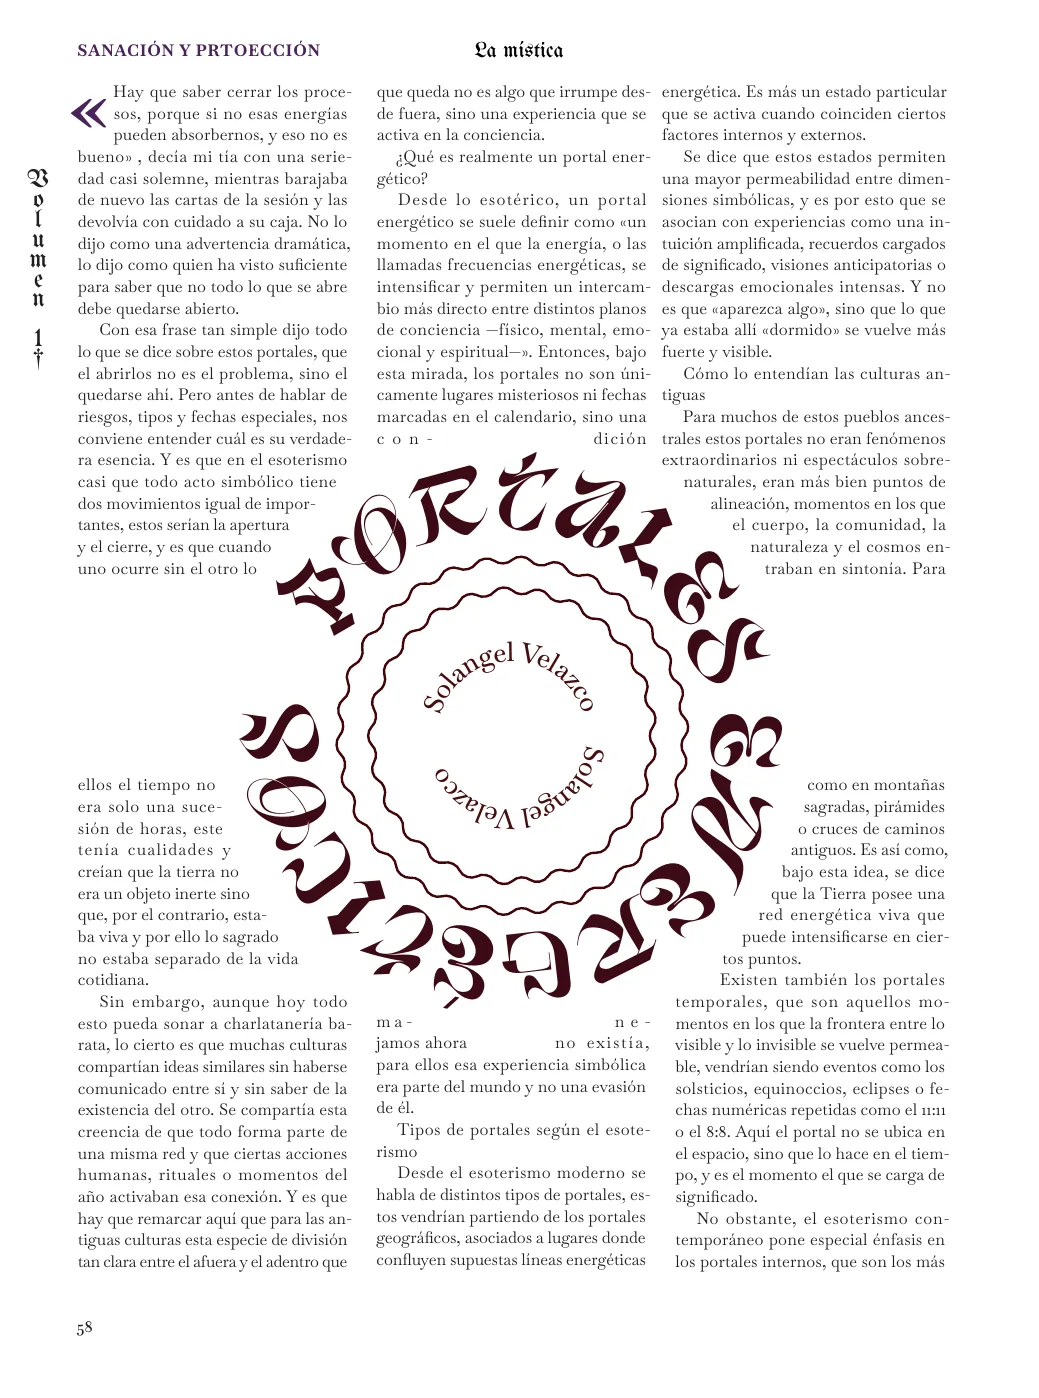 SANACIÓN Y PRTOECCIÓN
La mística
Volumen 1†
«Hay que saber cerrar los proce-
sos, porque si no esas energías
pueden absorbernos, y eso no es
bueno» , decía mi tía con una serie-
dad casi solemne, mientras barajaba
de nuevo las cartas de la sesión y las
devolvía con cuidado a su caja. No lo
dijo como una advertencia dramática,
lo dijo como quien ha visto suficiente
para saber que no todo lo que se abre
debe quedarse abierto.
Con esa frase tan simple dijo todo
lo que se dice sobre estos portales, que
el abrirlos no es el problema, sino el
quedarse ahí. Pero antes de hablar de
riesgos, tipos y fechas especiales, nos
conviene entender cuál es su verdade-
ra esencia. Y es que en el esoterismo
casi que todo acto simbólico tiene
dos movimientos igual de impor-
tantes, estos serían la apertura
y el cierre, y es que cuando
uno ocurre sin el otro lo
que queda no es algo que irrumpe des-
de fuera, sino una experiencia que se
activa en la conciencia.
¿Qué es realmente un portal ener-
gético?
Desde lo esotérico, un portal
energético se suele definir como «un
momento en el que la energía, o las
llamadas frecuencias energéticas, se
intensificar y permiten un intercam-
bio más directo entre distintos planos
de conciencia —físico, mental, emo-
cional y espiritual—». Entonces, bajo
esta mirada, los portales no son úni-
camente lugares misteriosos ni fechas
marcadas en el calendario, sino una
con- dición
energética. Es más un estado particular
que se activa cuando coinciden ciertos
factores internos y externos.
Se dice que estos estados permiten
una mayor permeabilidad entre dimen-
siones simbólicas, y es por esto que se
asocian con experiencias como una in-
tuición amplificada, recuerdos cargados
de significado, visiones anticipatorias o
descargas emocionales intensas. Y no
es que «aparezca algo», sino que lo que
ya estaba allí «dormido» se vuelve más
fuerte y visible.
Cómo lo entendían las culturas an-
tiguas
Para muchos de estos pueblos ances-
trales estos portales no eran fenómenos
extraordinarios ni espectáculos sobre-
naturales, eran más bien puntos de
alineación, momentos en los que
el cuerpo, la comunidad, la
naturaleza y el cosmos en-
traban en sintonía. Para
PORTALES ENERGÉTICOS
Solangel Velazco
Solangel Velazco
ellos el tiempo no
era solo una suce-
sión de horas, este
tenía cualidades y
creían que la tierra no
era un objeto inerte sino
que, por el contrario, esta-
ba viva y por ello lo sagrado
no estaba separado de la vida
cotidiana.
Sin embargo, aunque hoy todo
esto pueda sonar a charlatanería ba-
rata, lo cierto es que muchas culturas
compartían ideas similares sin haberse
comunicado entre sí y sin saber de la
existencia del otro. Se compartía esta
creencia de que todo forma parte de
una misma red y que ciertas acciones
humanas, rituales o momentos del
año activaban esa conexión. Y es que
hay que remarcar aquí que para las an-
tiguas culturas esta especie de división
tan clara entre el afuera y el adentro que
ma- ne-
jamos ahora no existía,
para ellos esa experiencia simbólica
era parte del mundo y no una evasión
de él.
Tipos de portales según el esote-
rismo
Desde el esoterismo moderno se
habla de distintos tipos de portales, es-
tos vendrían partiendo de los portales
geográficos, asociados a lugares donde
confluyen supuestas líneas energéticas
como en montañas
sagradas, pirámides
o cruces de caminos
antiguos. Es así como,
bajo esta idea, se dice
que la Tierra posee una
red energética viva que
puede intensificarse en cier-
tos puntos.
Existen también los portales
temporales, que son aquellos mo-
mentos en los que la frontera entre lo
visible y lo invisible se vuelve permea-
ble, vendrían siendo eventos como los
solsticios, equinoccios, eclipses o fe-
chas numéricas repetidas como el 11:11
o el 8:8. Aquí el portal no se ubica en
el espacio, sino que lo hace en el tiem-
po, y es el momento el que se carga de
significado.
No obstante, el esoterismo con-
temporáneo pone especial énfasis en
los portales internos, que son los más
58